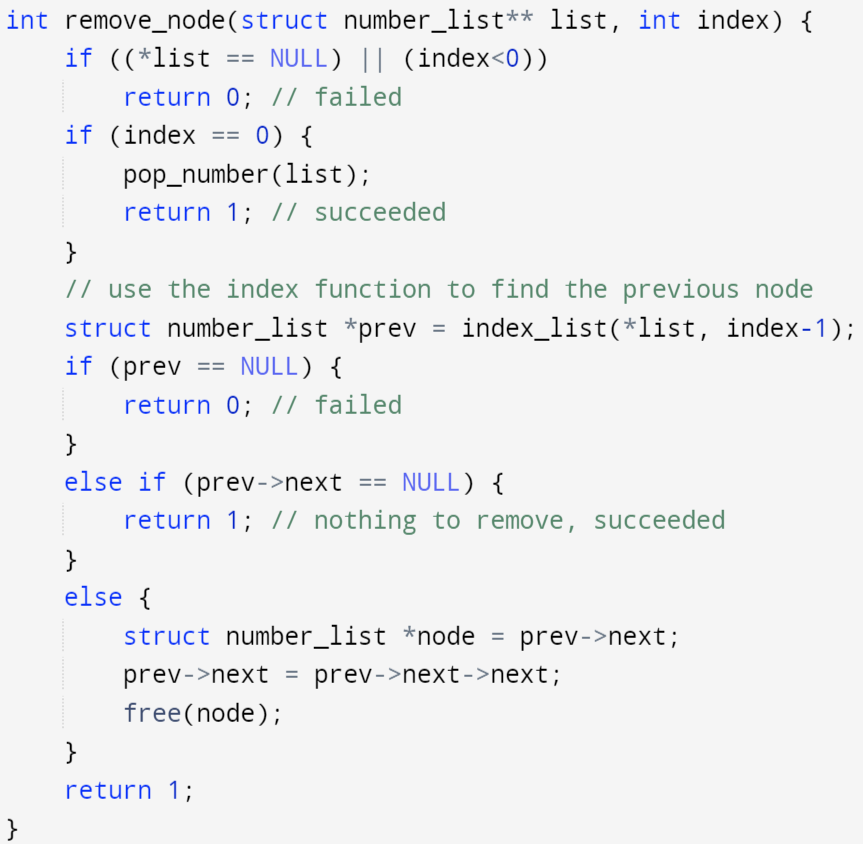 int remove_node(struct number_list** list, int index) {
    if ((*list == NULL) || (index<0))
        return 0; // failed
    if (index == 0) {
        pop_number(list);
        return 1; // succeeded
    }
    // use the index function to find the previous node
    struct number_list *prev = index_list(*list, index-1);
    if (prev == NULL) {
        return 0; // failed
    }
    else if (prev->next == NULL) {
        return 1; // nothing to remove, succeeded
    }
    else {
        struct number_list *node = prev->next;
        prev->next = prev->next->next;
        free(node);
    }
    return 1;
}